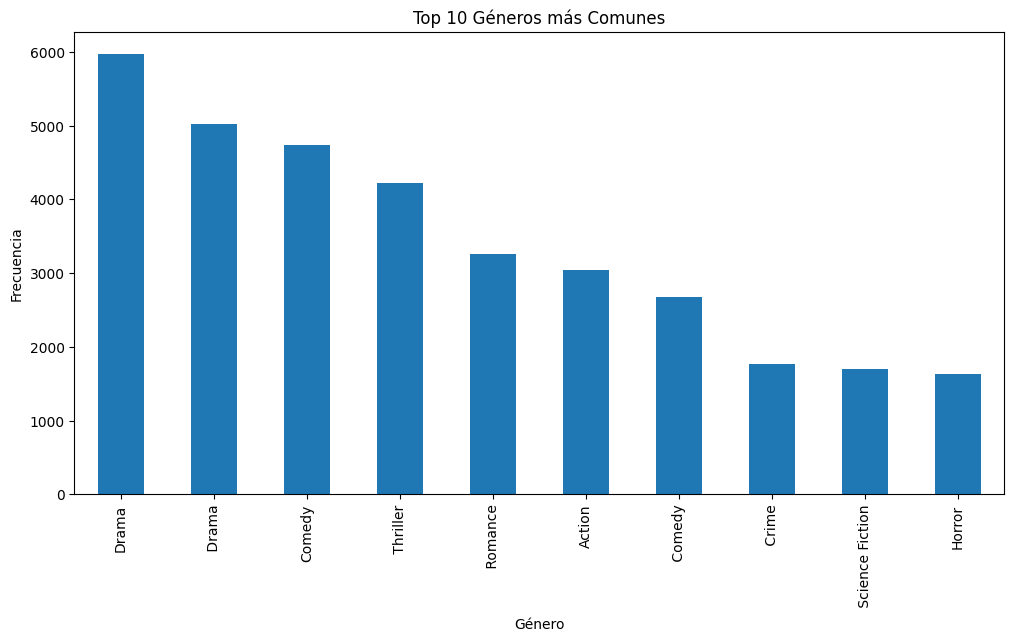 Top 10 Géneros más Comunes
Frecuencia
6000
5000
4000
3000
2000
1000
0
Drama
Drama
Comedy
Thriller
Romance
Action
Comedy
Crime
Science Fiction
Horror
Género